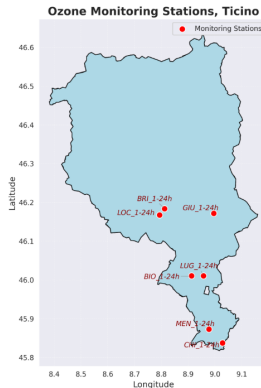 Ozone Monitoring Stations, Ticino
Monitoring Stations
46.6
46.5
46.4
46.3
46.2
46.1
46.0
45.9
45.8
Latitude
BRI_1-24h
LOC_1-24h
GIU_1-24h
LUG_1-24h
BIO_1-24h
MEN_1-24h
8.4 8.5 8.6 8.7 8.8 8.9 9.0 9.1
Longitude